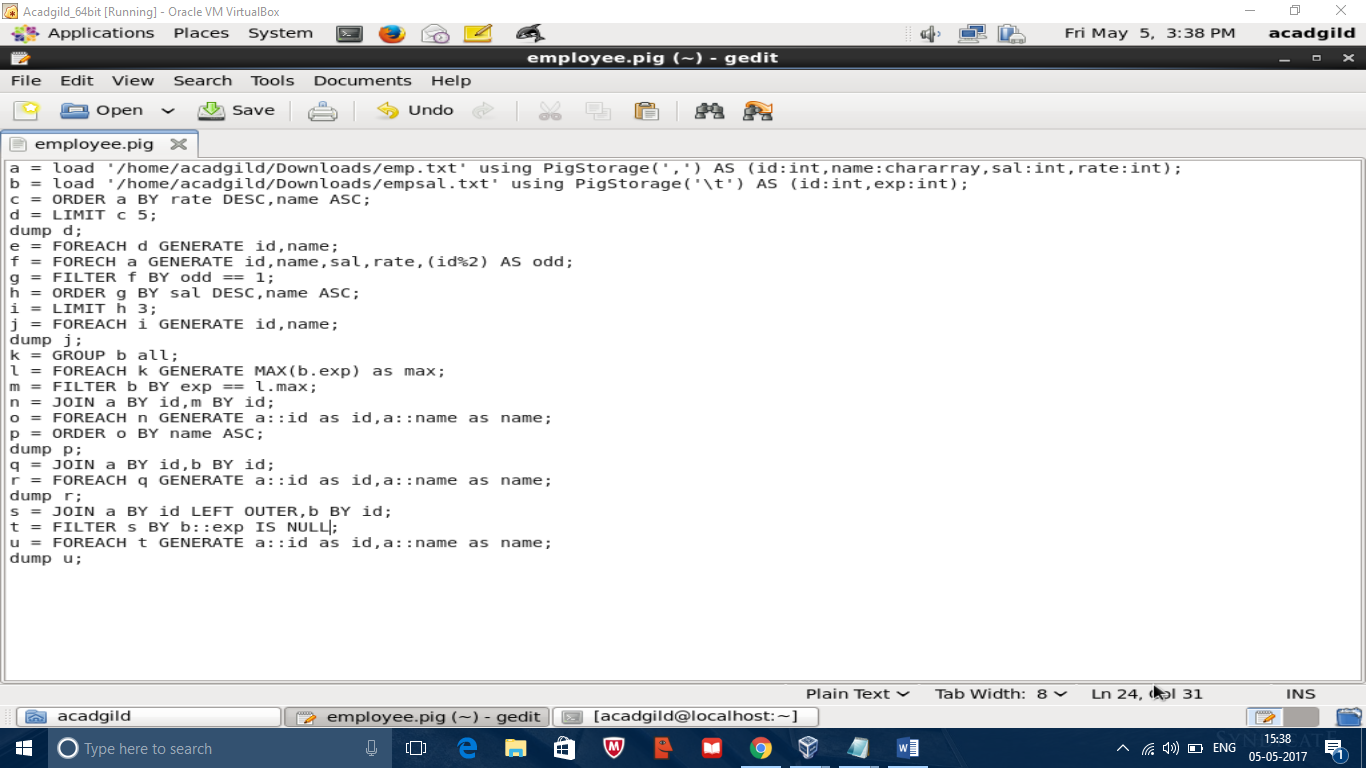 Acadgild_64bit [Running] - Oracle VM VirtualBox
Applications Places System Fri May 5, 3:38 PM acadgild
employee.pig (~) - gedit
File Edit View Search Tools Documents Help
Open Save Undo
employee.pig
a = load '/home/acadgild/Downloads/emp.txt' using PigStorage(',') AS (id:int,name:chararray,sal:int,rate:int);
b = load '/home/acadgild/Downloads/empsal.txt' using PigStorage('\t') AS (id:int,exp:int);
c = ORDER a BY rate DESC,name ASC;
d = LIMIT c 5;
dump d;
e = FOREACH d GENERATE id,name;
f = FORECH a GENERATE id,name,sal,rate,(id%2) AS odd;
g = FILTER f BY odd == 1;
h = ORDER g BY sal DESC,name ASC;
i = LIMIT h 3;
j = FOREACH i GENERATE id,name;
dump j;
k = GROUP b all;
l = FOREACH k GENERATE MAX(b.exp) as max;
m = FILTER b BY exp == l.max;
n = JOIN a BY id,m BY id;
o = FOREACH n GENERATE a::id as id,a::name as name;
p = ORDER o BY name ASC;
dump p;
q = JOIN a BY id,b BY id;
r = FOREACH q GENERATE a::id as id,a::name as name;
dump r;
s = JOIN a BY id LEFT OUTER,b BY id;
t = FILTER s BY b::exp IS NULL;
u = FOREACH t GENERATE a::id as id,a::name as name;
dump u;
Plain Text Tab Width: 8 Ln 24, Col 31 INS
acadgild employee.pig (~) - gedit [acadgild@localhost:~]
Type here to search ENG 15:38
05-05-2017 1